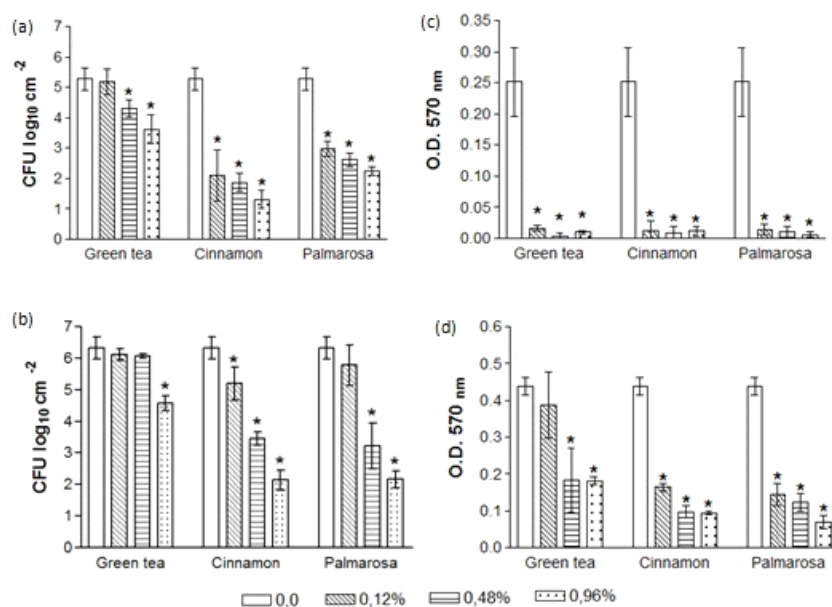 (a)
CFU log10 cm -2
7
6
5
4
3
2
1
0
* * * * * * * *
Green tea Cinnamon Palmarosa
(c)
O.D. 570 nm
0.35
0.30
0.25
0.20
0.15
0.10
0.05
0.00
* * * * * * * * *
Green tea Cinnamon Palmarosa
(b)
CFU log10 cm -2
7
6
5
4
3
2
1
0
* * * * * *
Green tea Cinnamon Palmarosa
(d)
O.D. 570 nm
0.6
0.5
0.4
0.3
0.2
0.1
0.0
* * * * * * * *
Green tea Cinnamon Palmarosa
0.0 0,12% 0,48% 0,96%